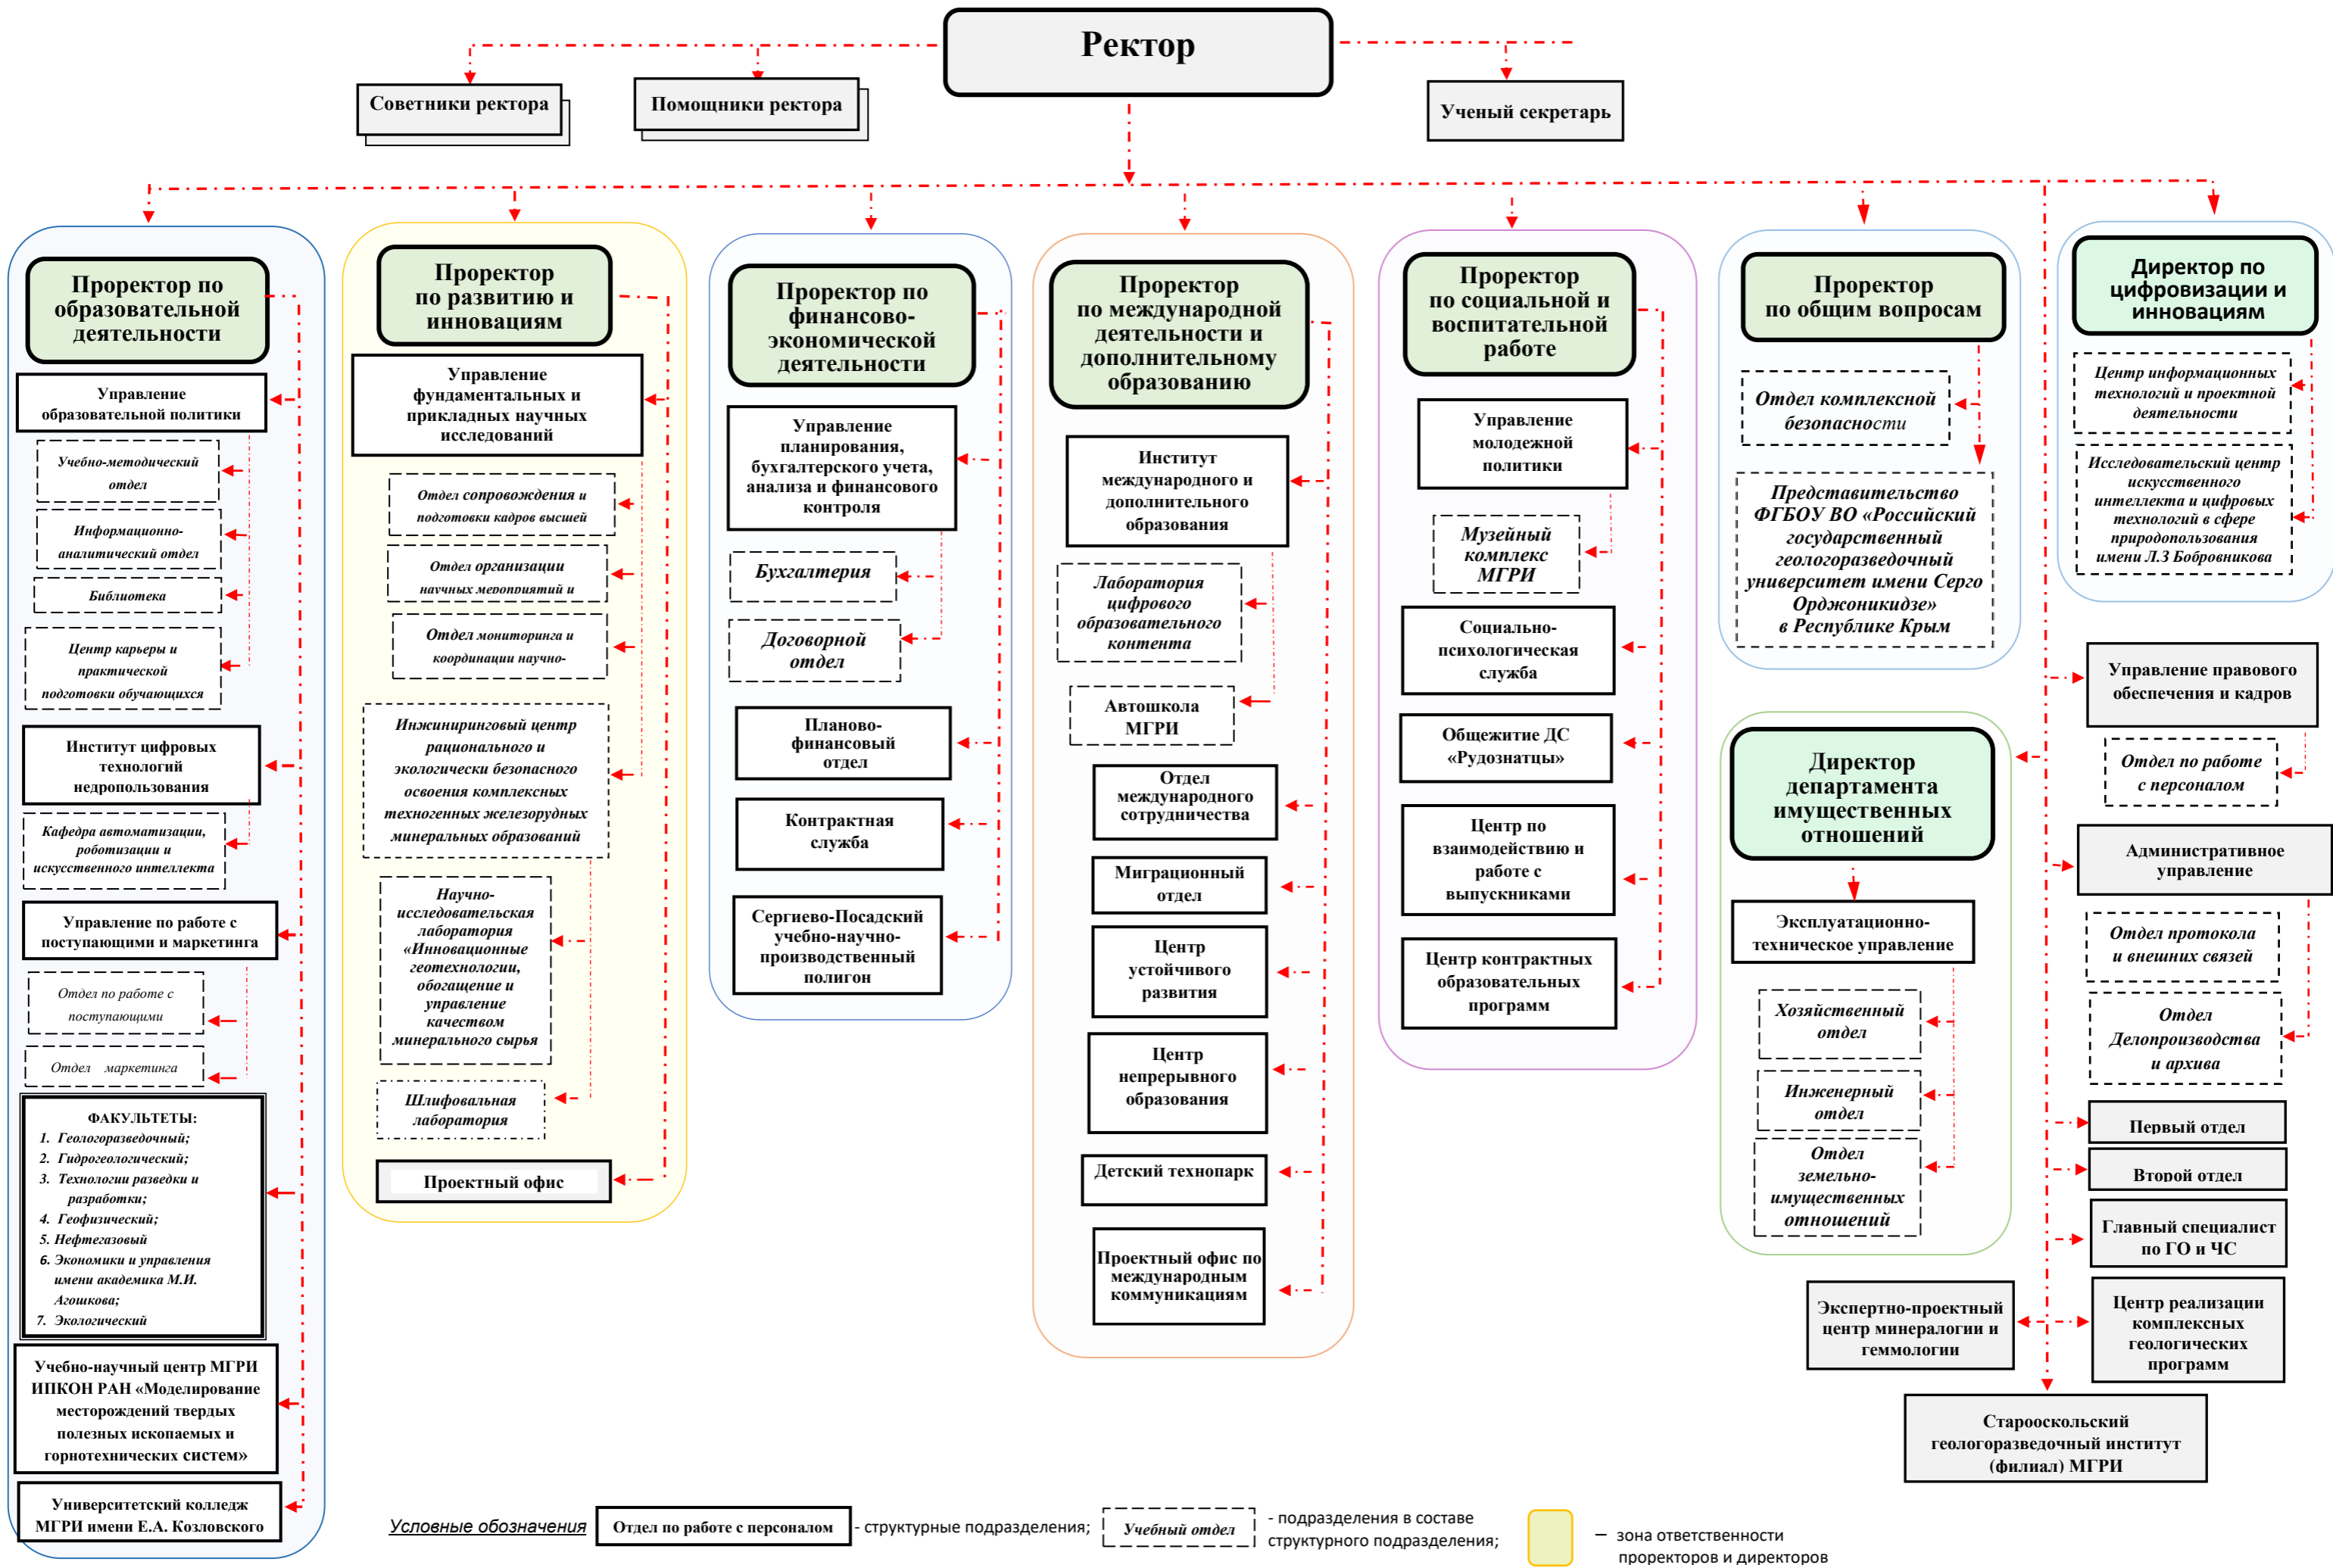 Ректор
Советники ректора
Помощники ректора
Ученый секретарь
Проректор по
образовательной
деятельности
Управление
образовательной политики
Учебно-методический
отдел
Информационно-
аналитический отдел
Библиотека
Центр карьеры и
практической
подготовки обучающихся
Институт цифровых
технологий
недропользования
Кафедра автоматизации,
роботизации и
искусственного интеллекта
Управление по работе с
поступающими и маркетинга
Отдел по работе с
поступающими
Отдел маркетинга
ФАКУЛЬТЕТЫ:
1. Геологоразведочный;
2. Гидрогеологический;
3. Технологии разведки и
разработки;
4. Геофизический;
5. Нефтегазовый
6. Экономики и управления
имени академика М.И.
Агошкова;
7. Экологический
Учебно-научный центр МГРИ
ИПКОН РАН «Моделирование
месторождений твердых
полезных ископаемых и
горнотехнических систем»
Университетский колледж
МГРИ имени Е.А. Козловского
Проректор
по развитию и
инновациям
Управление
фундаментальных и
прикладных научных
исследований
Отдел сопровождения и
подготовки кадров высшей
Отдел организации
научных мероприятий и
Отдел мониторинга и
координации научно-
Инжиниринговый центр
рационального и
экологически безопасного
освоения комплексных
техногенных железорудных
минеральных образований
Научно-
исследовательская
лаборатория
«Инновационные
геотехнологии,
обогащение и
управление
качеством
минерального сырья
Шлифовальная
лаборатория
Проектный офис
Проректор по
финансово-
экономической
деятельности
Управление
планирования,
бухгалтерского учета,
анализа и финансового
контроля
Бухгалтерия
Договорной
отдел
Планово-
финансовый
отдел
Контрактная
служба
Сергиево-Посадский
учебно-научно-
производственный
полигон
Проректор
по международной
деятельности и
дополнительному
образованию
Институт
международного и
дополнительного
образования
Лаборатория
цифрового
образовательного
контента
Автошкола
МГРИ
Отдел
международного
сотрудничества
Миграционный
отдел
Центр
устойчивого
развития
Центр
непрерывного
образования
Детский технопарк
Проектный офис по
международным
коммуникациям
Проректор
по социальной и
воспитательной
работе
Управление
молодежной
политики
Музейный
комплекс
МГРИ
Социально-
психологическая
служба
Общежитие ДС
«Рудознатцы»
Центр по
взаимодействию и
работе с
выпускниками
Центр контрактных
образовательных
программ
Проректор
по общим вопросам
Отдел комплексной
безопасности
Представительство
ФГБОУ ВО «Российский
государственный
геологоразведочный
университет имени Серго
Орджоникидзе»
в Республике Крым
Директор
департамента
имущественных
отношений
Эксплуатационно-
техническое управление
Хозяйственный
отдел
Инженерный
отдел
Отдел
земельно-
имущественных
отношений
Директор по
цифровизации и
инновациям
Центр информационных
технологий и проектной
деятельности
Исследовательский центр
искусственного
интеллекта и цифровых
технологий в сфере
природопользования
имени Л.З Бобровникова
Управление правового
обеспечения и кадров
Отдел по работе
с персоналом
Административное
управление
Отдел протокола
и внешних связей
Отдел
Делопроизводства
и архива
Первый отдел
Второй отдел
Главный специалист
по ГО и ЧС
Экспертно-проектный
центр минералогии и
геммологии
Центр реализации
комплексных
геологических
программ
Старооскольский
геологоразведочный институт
(филиал) МГРИ
Условные обозначения
Отдел по работе с персоналом
- структурные подразделения;
Учебный отдел
- подразделения в составе
структурного подразделения;
– зона ответственности
проректоров и директоров